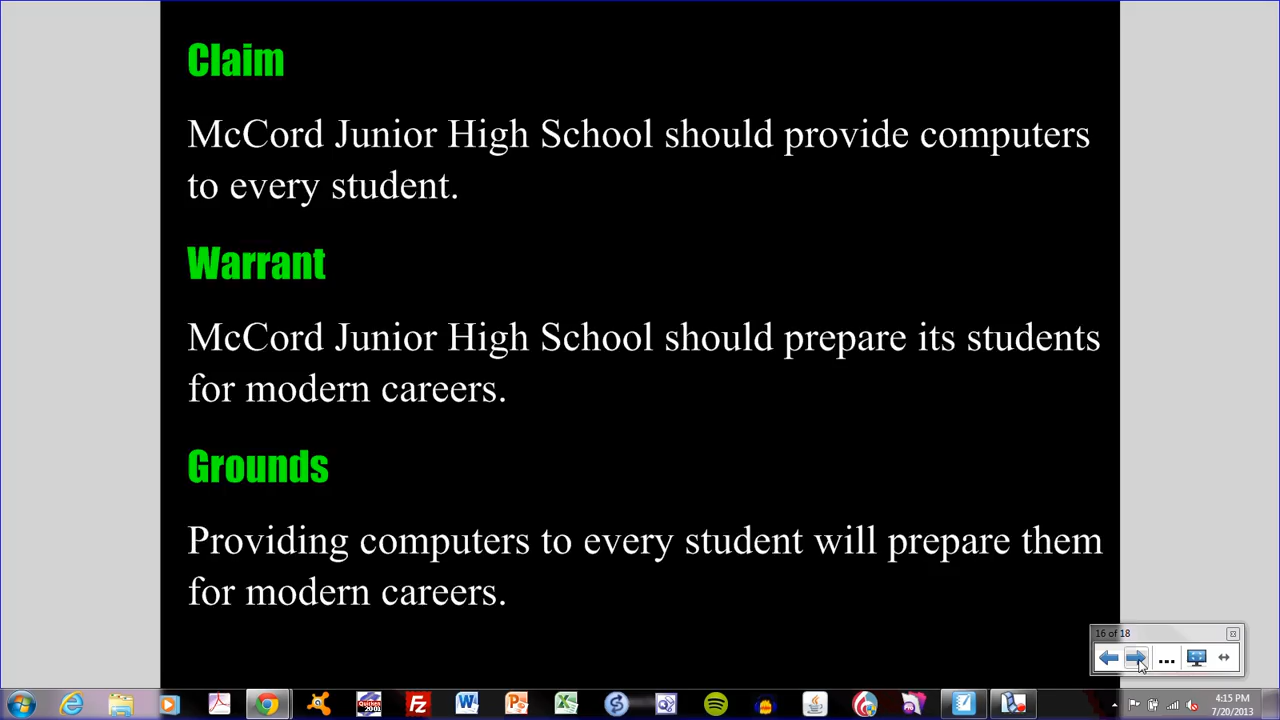 Claim
McCord Junior High School should provide computers
to every student.
Warrant
McCord Junior High School should prepare its students
for modern careers.
Grounds
Providing computers to every student will prepare them
for modern careers.
16 of 18
4:15 PM
7/20/2013